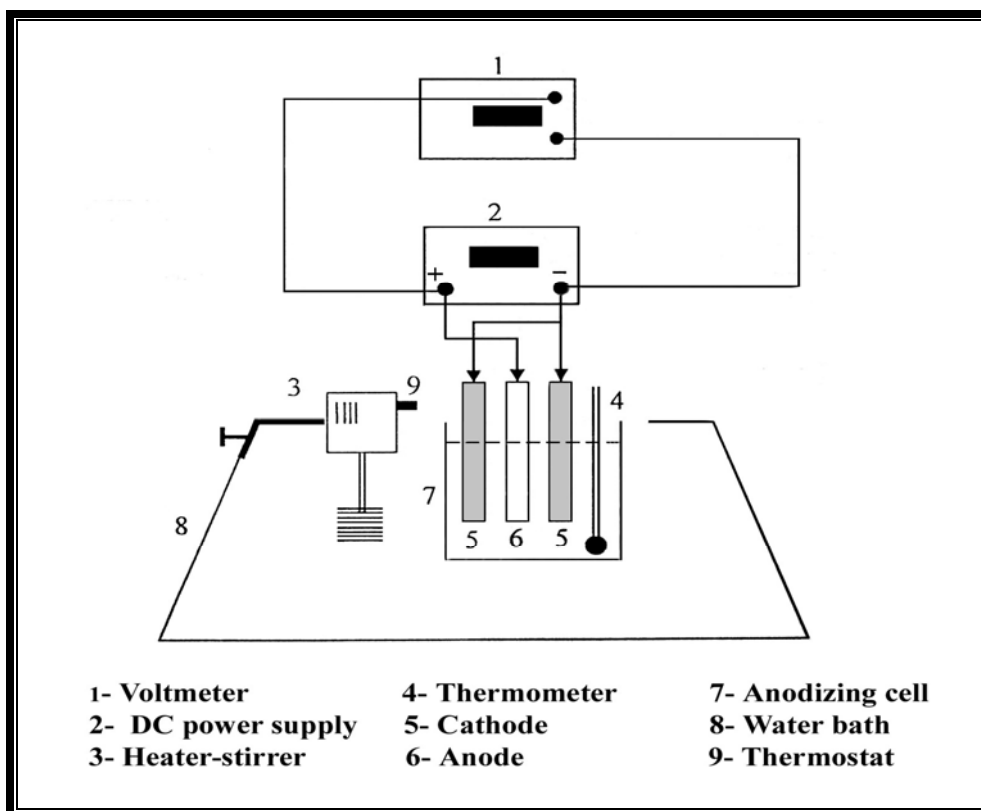 1
2
+ −
3
9
4
7
8
5 6 5
1- Voltmeter 4- Thermometer 7- Anodizing cell
2- DC power supply 5- Cathode 8- Water bath
3- Heater-stirrer 6- Anode 9- Thermostat